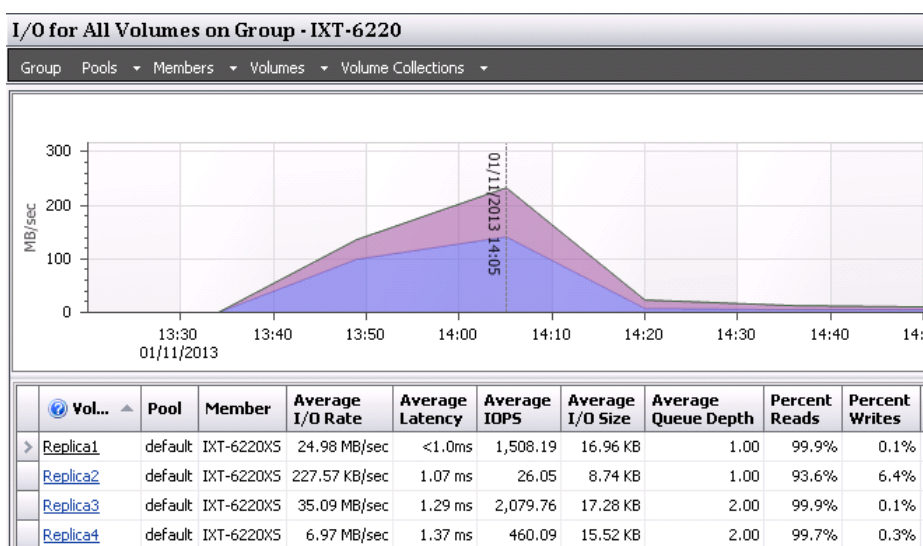 I/O for All Volumes on Group - IXT-6220
Group Pools Members Volumes Volume Collections
300
200
100
0
MB/sec
01/11/2013 14:05
13:30 13:40 13:50 14:00 14:10 14:20 14:30 14:40 14:
01/11/2013
Vol... Pool Member Average I/O Rate Average Latency Average IOPS Average I/O Size Average Queue Depth Percent Reads Percent Writes
Replica1 default IXT-6220XS 24.98 MB/sec <1.0ms 1,508.19 16.96 KB 1.00 99.9% 0.1%
Replica2 default IXT-6220XS 227.57 KB/sec 1.07 ms 26.05 8.74 KB 1.00 93.6% 6.4%
Replica3 default IXT-6220XS 35.09 MB/sec 1.29 ms 2,079.76 17.28 KB 2.00 99.9% 0.1%
Replica4 default IXT-6220XS 6.97 MB/sec 1.37 ms 460.09 15.52 KB 2.00 99.7% 0.3%